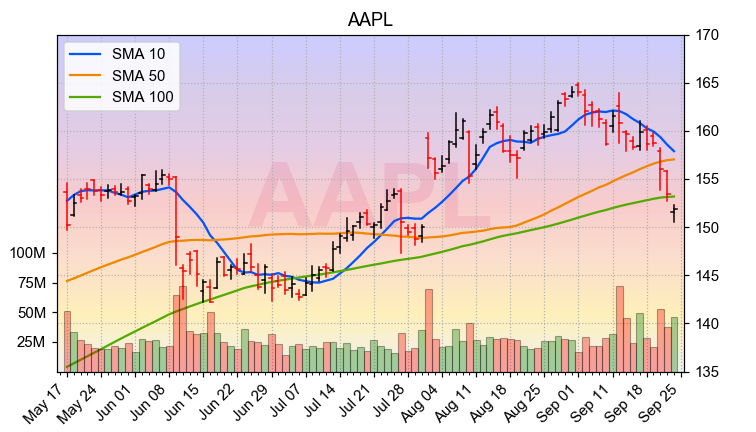 AAPL
SMA 10
SMA 50
SMA 100
AAPL
170
165
160
155
150
145
140
135
100M
75M
50M
25M
May 17
May 24
Jun 01
Jun 08
Jun 15
Jun 22
Jun 29
Jul 07
Jul 14
Jul 21
Jul 28
Aug 04
Aug 11
Aug 18
Aug 25
Sep 01
Sep 11
Sep 18
Sep 25